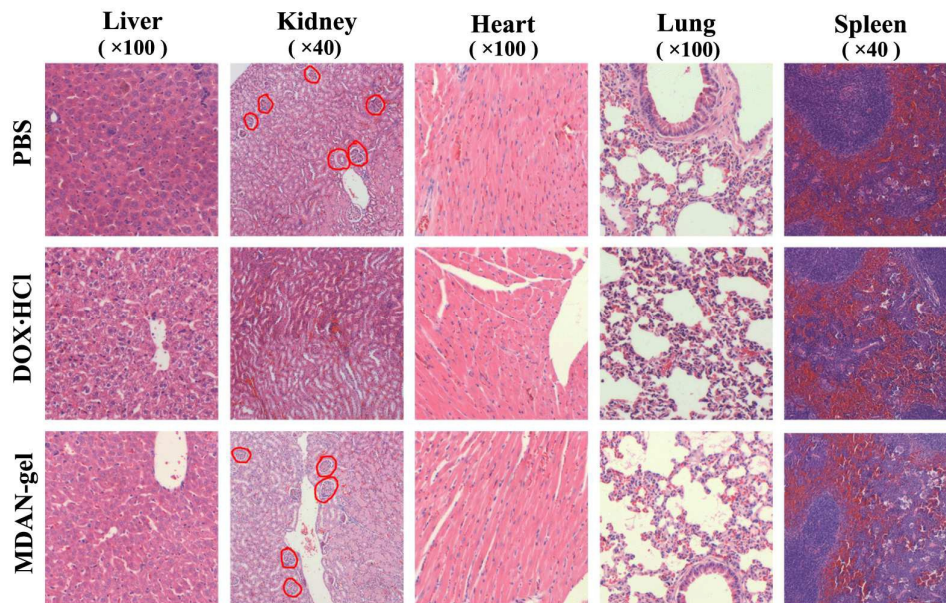 Liver Kidney Heart Lung Spleen
( ×100) ( ×40) ( ×100) (×100) ( ×40)
PBS
DOX·HCl
MDAN-gel